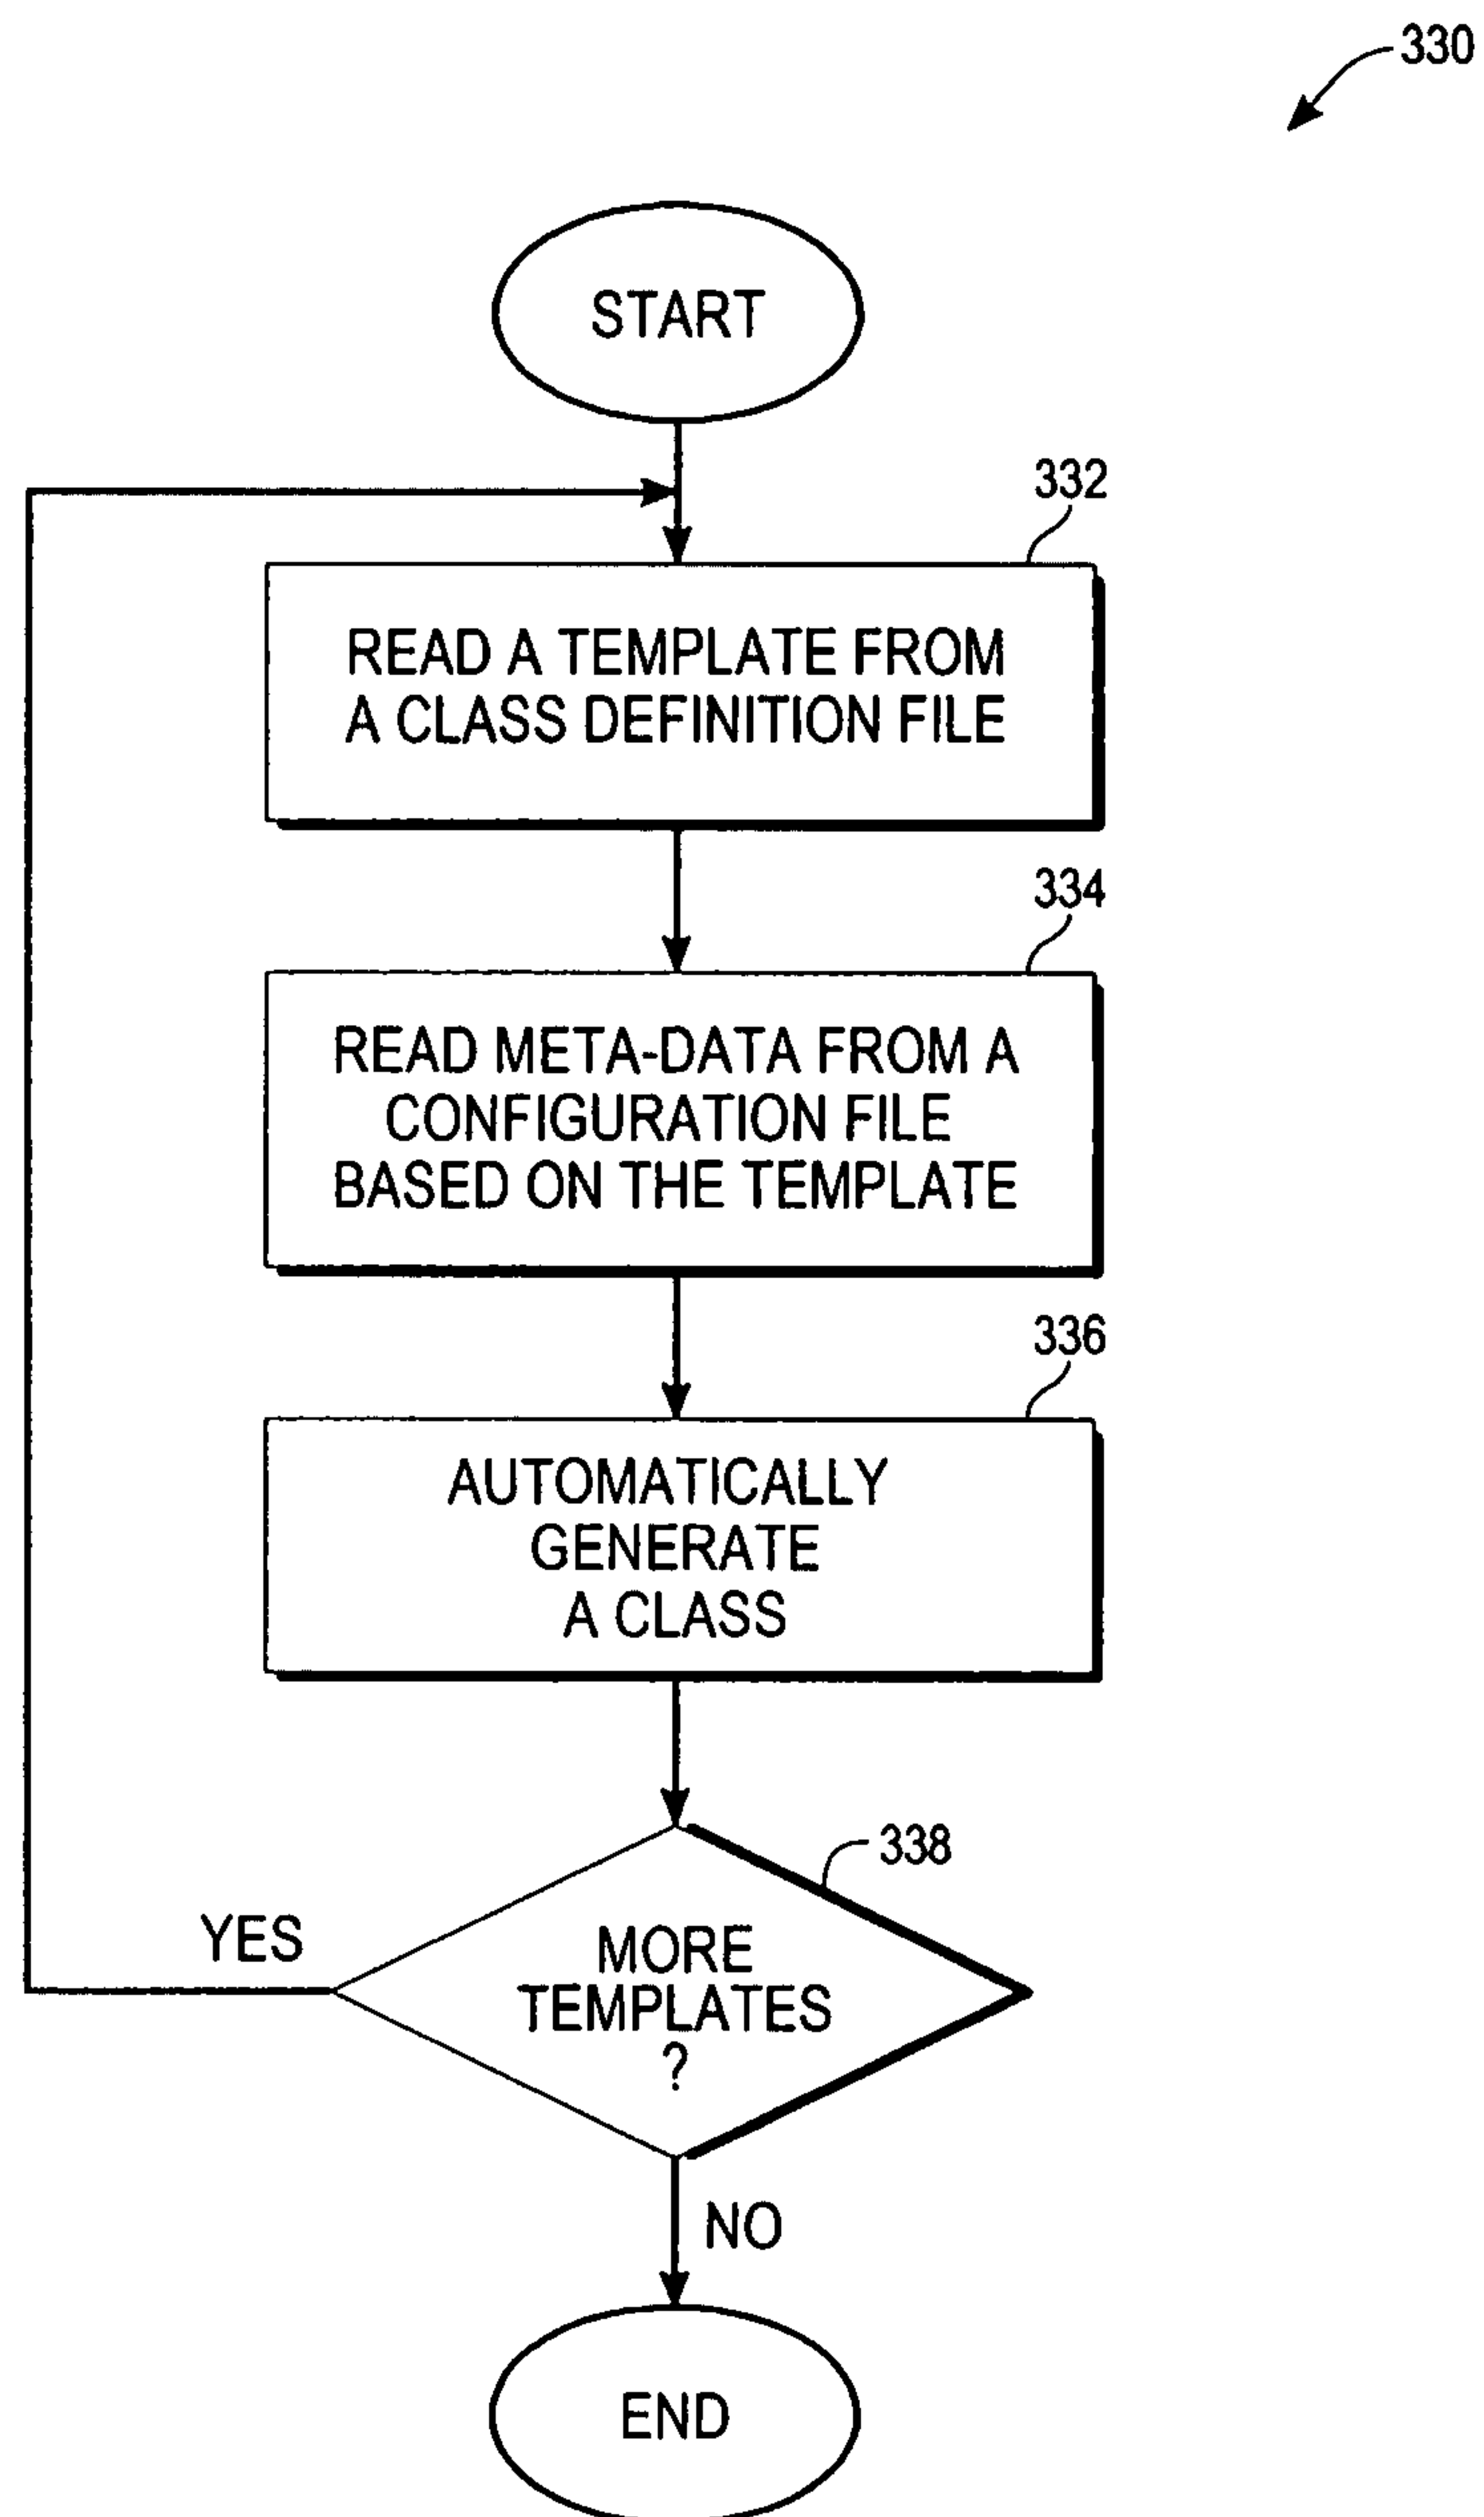 330
START
332
READ A TEMPLATE FROM
A CLASS DEFINITION FILE
334
READ META-DATA FROM A
CONFIGURATION FILE
BASED ON THE TEMPLATE
336
AUTOMATICALLY
GENERATE
A CLASS
338
YES
MORE
TEMPLATES
?
NO
END